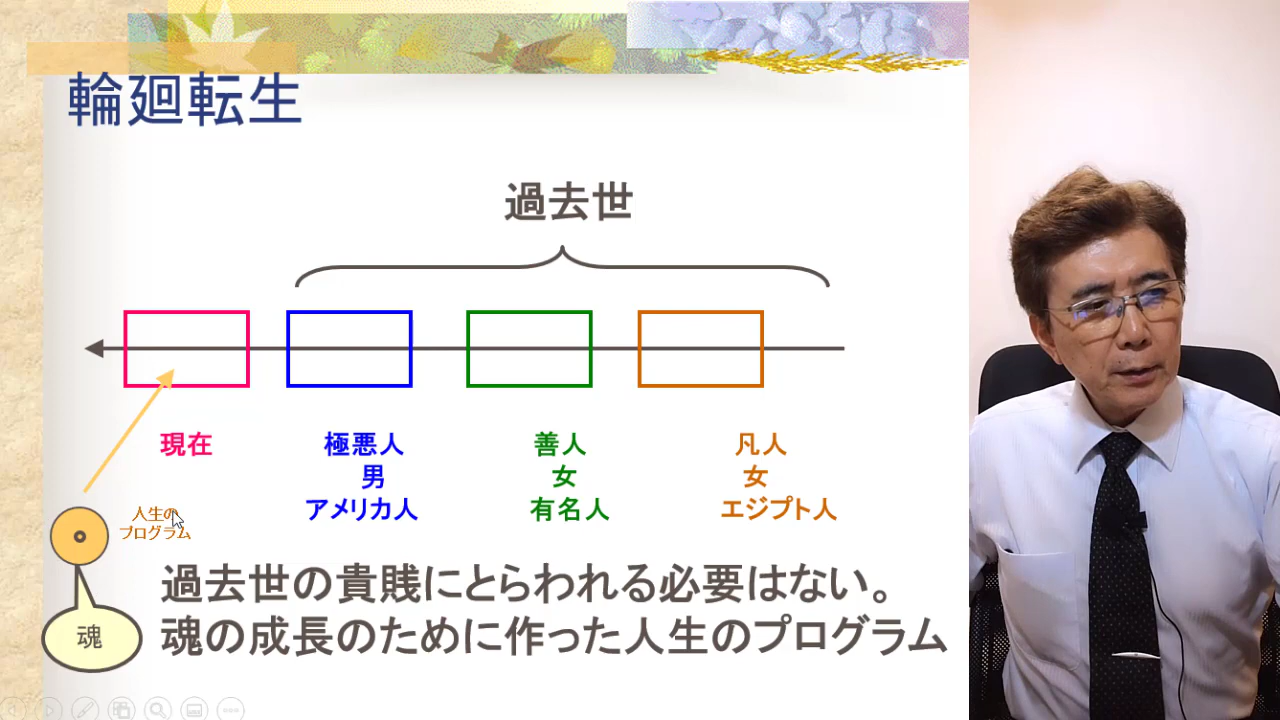 輪廻転生
過去世
現在
極悪人
男
アメリカ人
善人
女
有名人
凡人
女
エジプト人
人生の
プログラム
魂
過去世の貴賎にとらわれる必要はない。
魂の成長のために作った人生のプログラム